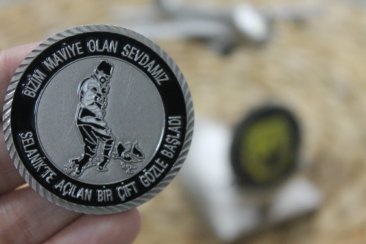 BİZİM MAVİYE OLAN SEVDAMIZ
SELANİK'TE AÇILAN BİR ÇİFT GÖZLE BAŞLADI